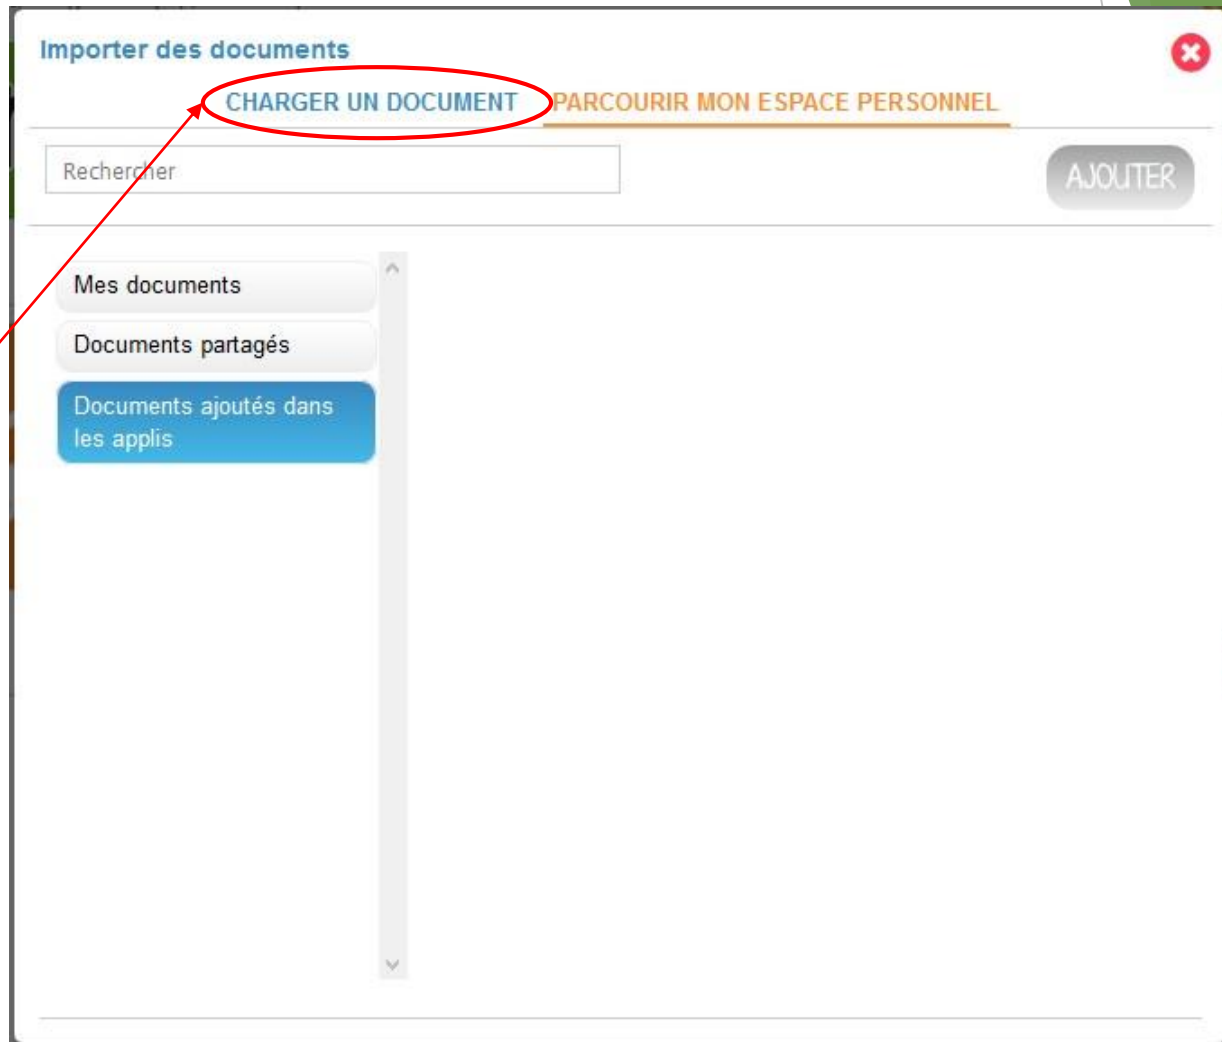 Importer des documents
CHARGER UN DOCUMENT PARCOURIR MON ESPACE PERSONNEL
Rechercher
AJOUTER
Mes documents
Documents partagés
Documents ajoutés dans
les applis